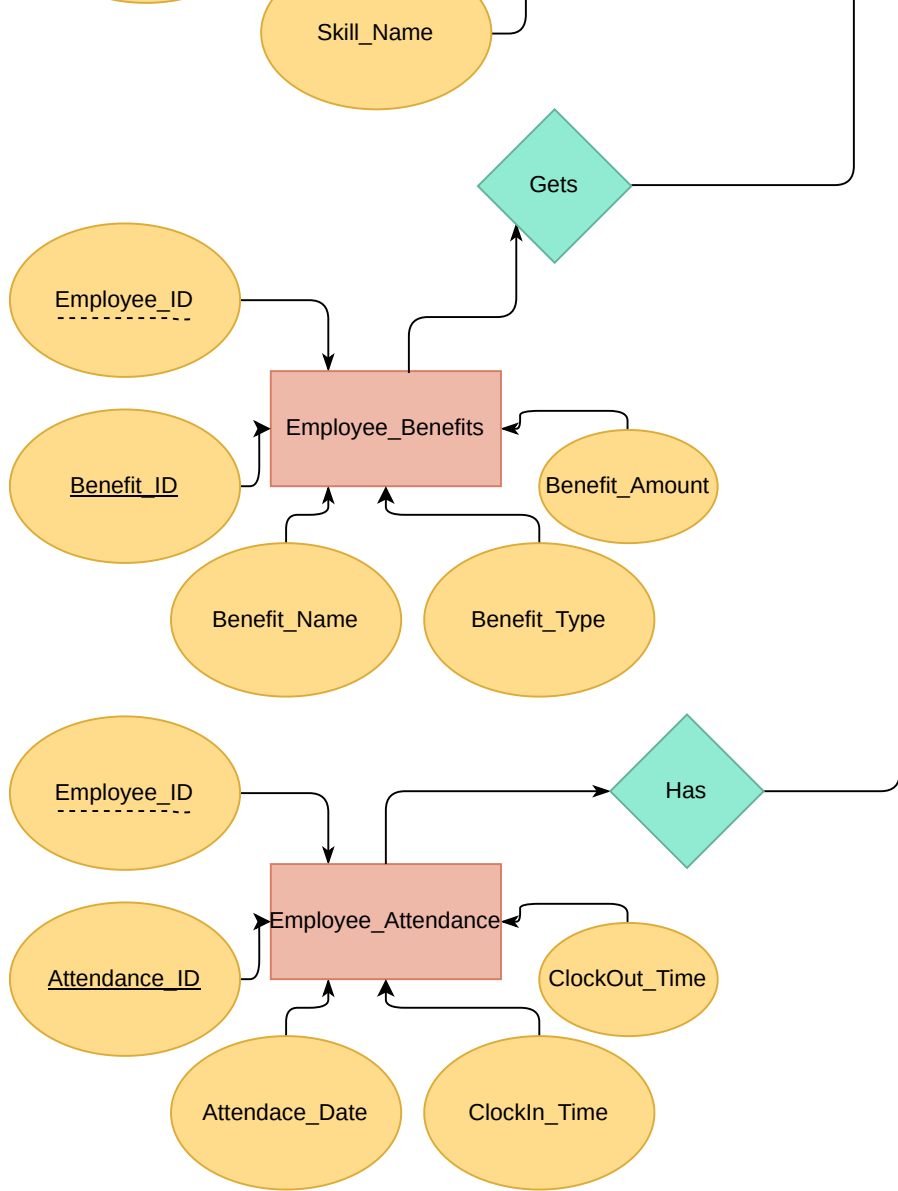 Skill_Name
Gets
Employee_ID
Employee_Benefits
Benefit_ID
Benefit_Amount
Benefit_Name
Benefit_Type
Employee_ID
Has
Employee_Attendance
Attendance_ID
ClockOut_Time
Attendace_Date
ClockIn_Time